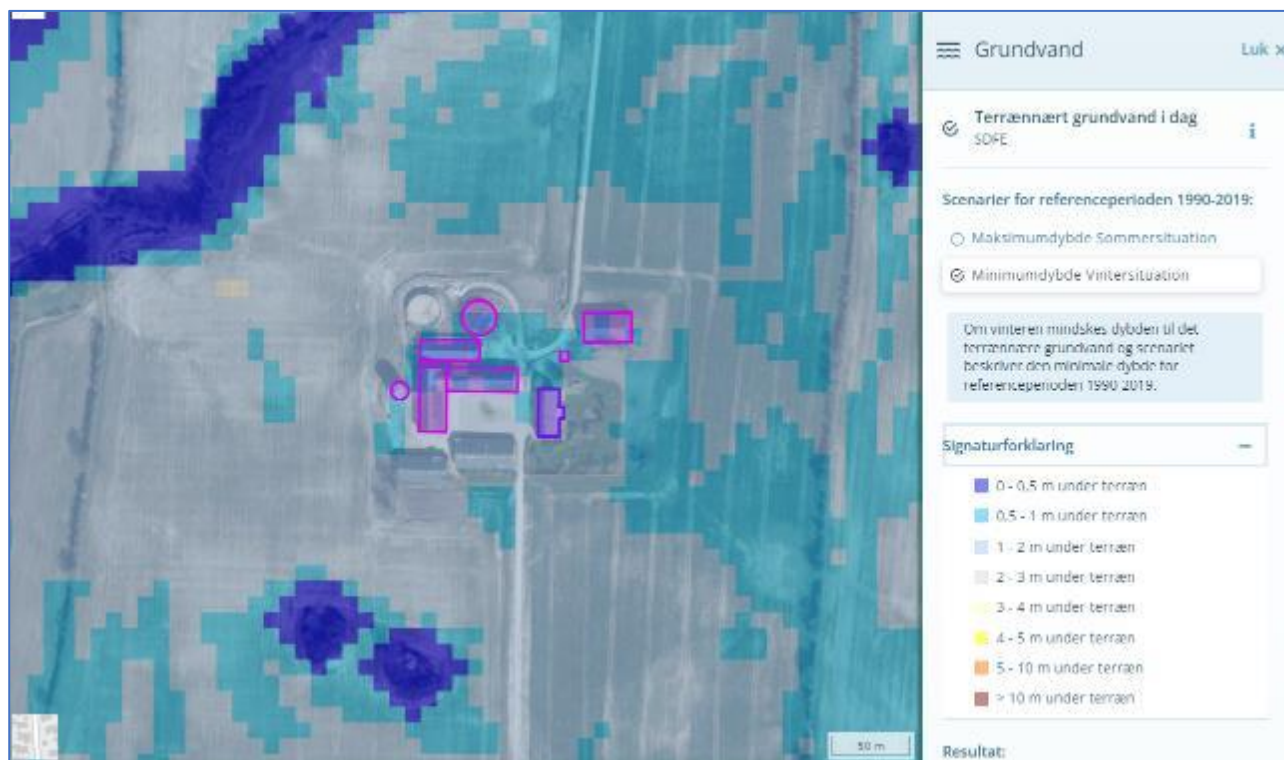 Grundvand
Luk ×
Terrænnært grundvand i dag
SDFE
i
Scenarier for referenceperioden 1990-2019:
Maksimumdybde Sommersituation
Minimumdybde Vintersituation
Om vinteren mindskes dybden til det
terrænnære grundvand og scenariet
beskriver den minimale dybde for
referenceperioden 1990-2019.
Signaturforklaring
0 - 0,5 m under terræn
0,5 - 1 m under terræn
1 - 2 m under terræn
2 - 3 m under terræn
3 - 4 m under terræn
4 - 5 m under terræn
5 - 10 m under terræn
> 10 m under terræn
50 m
Resultat: